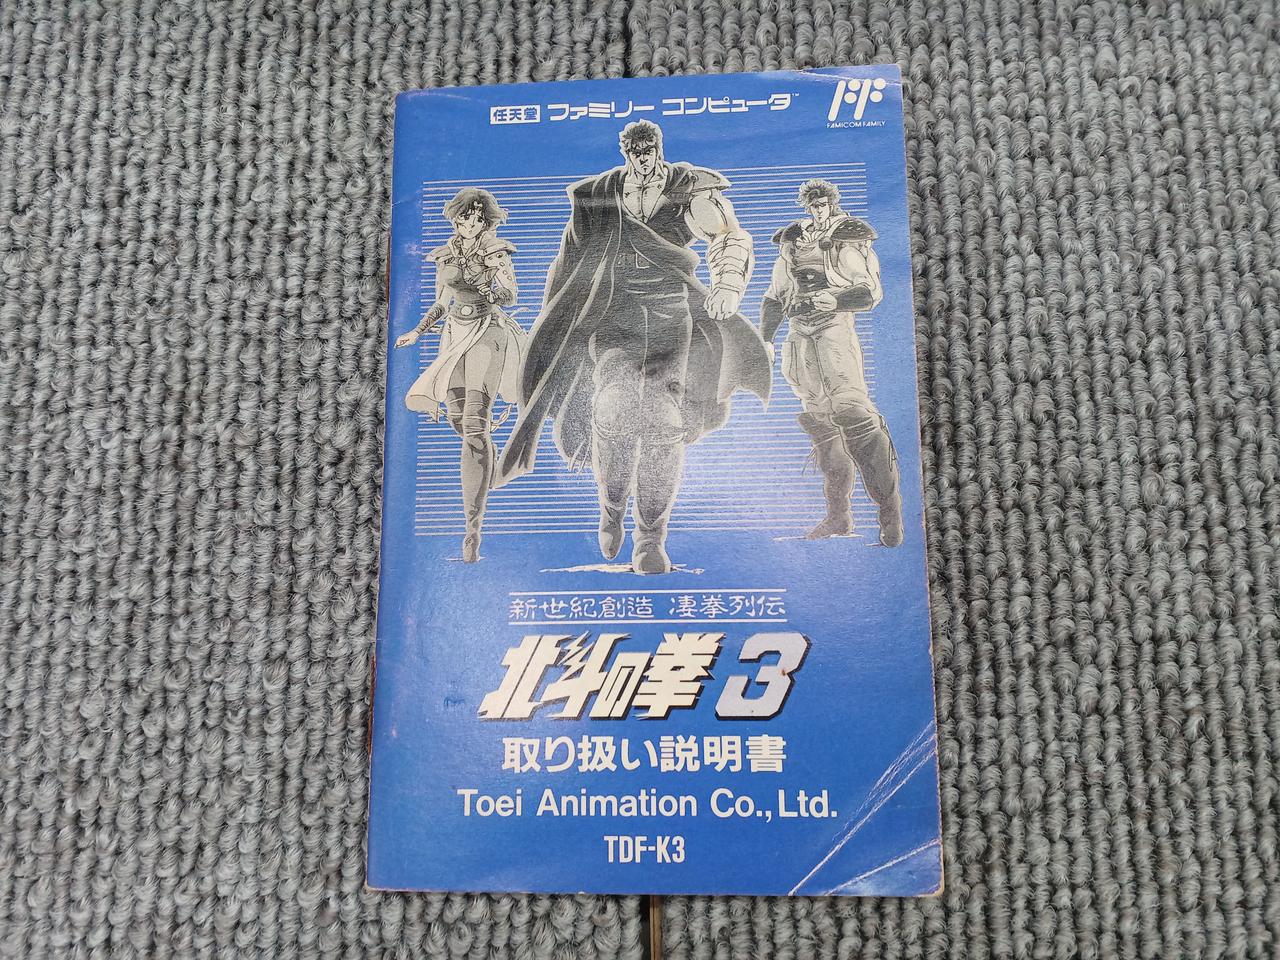 任天堂 ファミリー コンピュータ™
FAMICOM FAMILY
新世紀創造 凄拳列伝
北斗の拳3
取り扱い説明書
Toei Animation Co.,Ltd.
TDF-K3